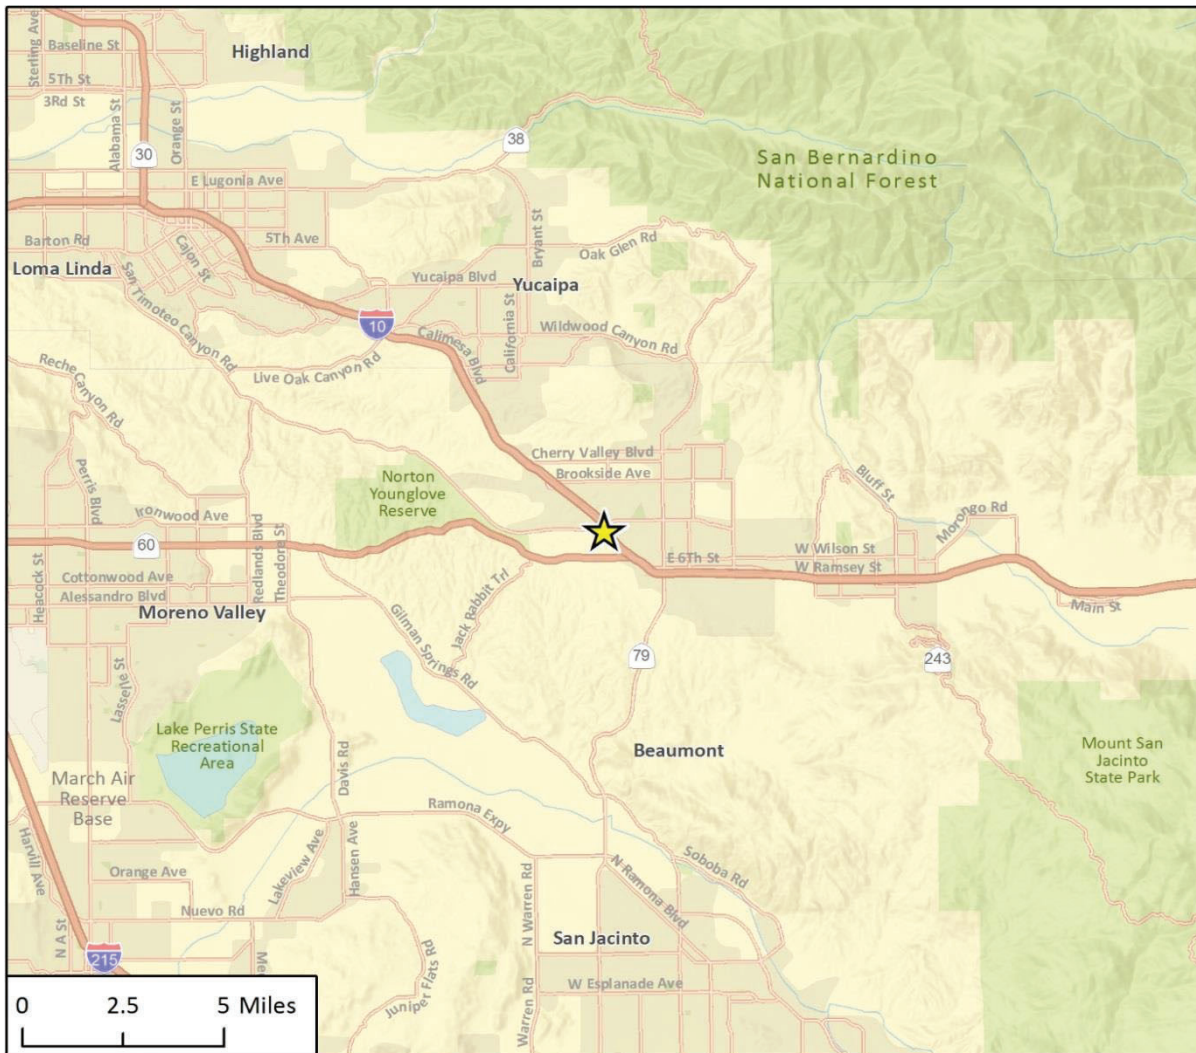 Sterling Ave
Baseline St
Highland
5Th St
3Rd St
Alabama St
Orange St
30
38
E Lugonia Ave
San Bernardino
National Forest
Barton Rd
Cajon St
5Th Ave
Bryant St
Oak Glen Rd
Loma Linda
San Timoteo Canyon Rd
Yucaipa Blvd
Yucaipa
10
Calimesa Blvd
California St
Wildwood Canyon Rd
Reche Canyon Rd
Live Oak Canyon Rd
Perris Blvd
Cherry Valley Blvd
Brookside Ave
Norton
Younglove
Reserve
Bluff St
Morongo Rd
Ironwood Ave
Redlands Blvd
Theodore St
60
E 6Th St
W Wilson St
W Ramsey St
Heacock St
Cottonwood Ave
Alessandro Blvd
Moreno Valley
Jack Rabbit Trl
Gilman Springs Rd
Main St
Lasselle St
79
243
Lake Perris State
Recreational
Area
Davis Rd
Beaumont
Mount San
Jacinto
State Park
March Air
Reserve
Base
Ramona Expy
Harvill Ave
Orange Ave
Lakeview Ave
Hansen Ave
Soboba Rd
N Ramona Blvd
Nuevo Rd
N Warren Rd
N A St
San Jacinto
215
Juniper Flats Rd
W Esplanade Ave
Warren Rd
0 2.5 5 Miles